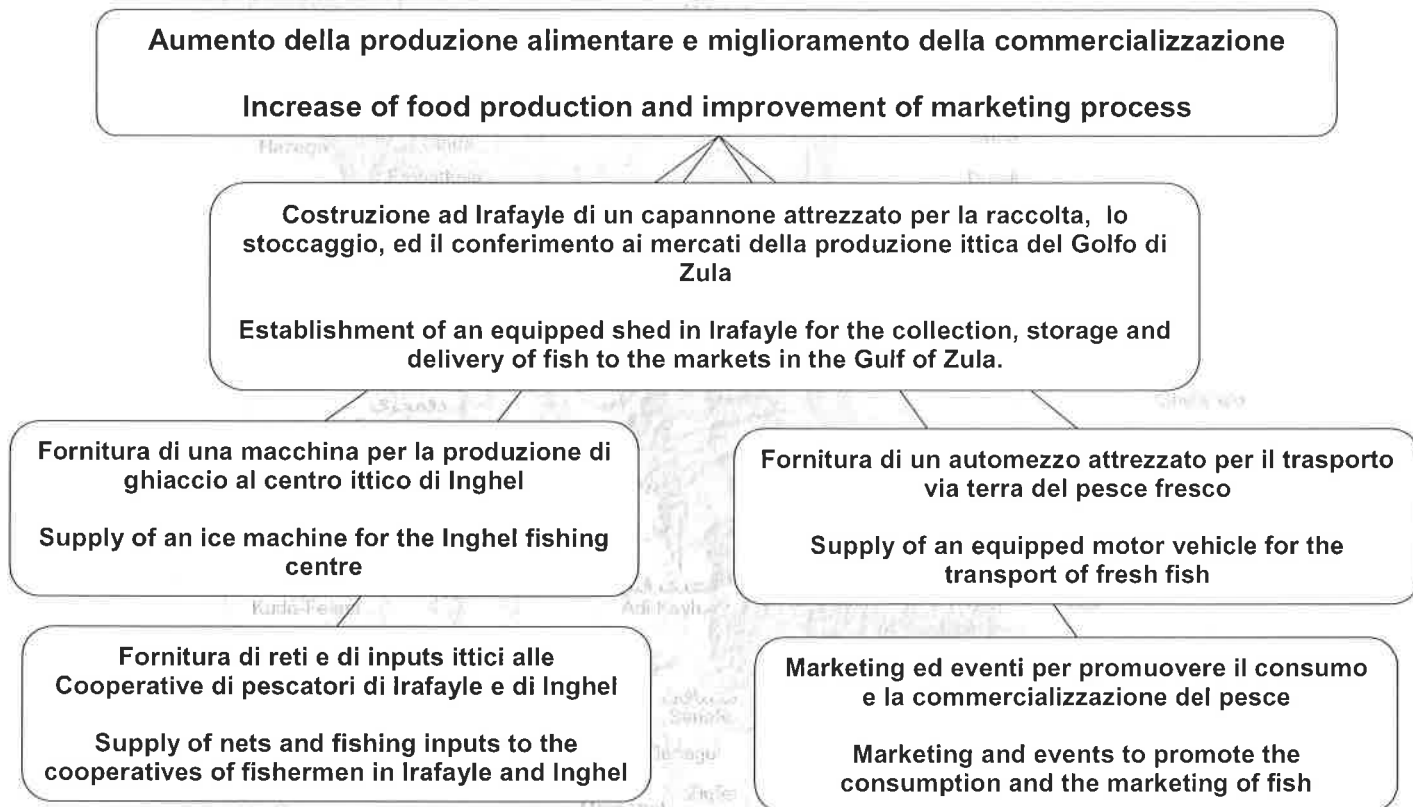 Aumento della produzione alimentare e miglioramento della commercializzazione
Increase of food production and improvement of marketing process
Costruzione ad Irafayle di un capannone attrezzato per la raccolta, lo
stoccaggio, ed il conferimento ai mercati della produzione ittica del Golfo di
Zula
Establishment of an equipped shed in Irafayle for the collection, storage and
delivery of fish to the markets in the Gulf of Zula.
Fornitura di una macchina per la produzione di
ghiaccio al centro ittico di Inghel
Supply of an ice machine for the Inghel fishing
centre
Fornitura di un automezzo attrezzato per il trasporto
via terra del pesce fresco
Supply of an equipped motor vehicle for the
transport of fresh fish
Adi Kayh
Fornitura di reti e di inputs ittici alle
Cooperative di pescatori di Irafayle e di Inghel
Supply of nets and fishing inputs to the
cooperatives of fishermen in Irafayle and Inghel
Senafe
Marketing ed eventi per promuovere il consumo
e la commercializzazione del pesce
Marketing and events to promote the
consumption and the marketing of fish